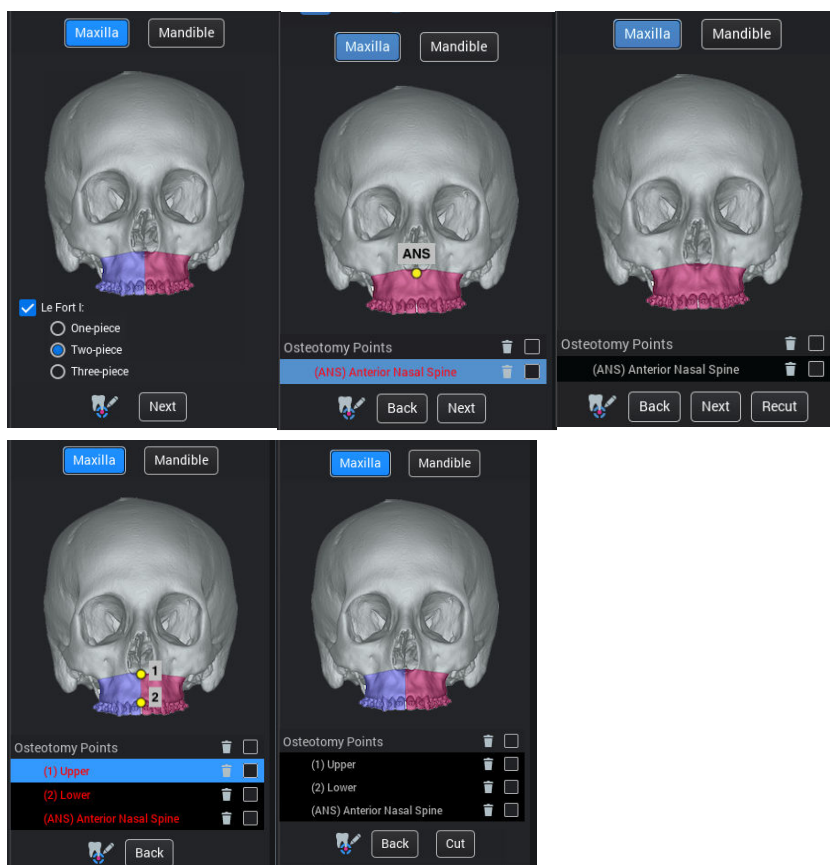 Maxilla Mandible
Le Fort I:
One-piece
Two-piece
Three-piece
Next
Maxilla Mandible
ANS
Osteotomy Points
(ANS) Anterior Nasal Spine
Back Next
Maxilla Mandible
Osteotomy Points
(ANS) Anterior Nasal Spine
Back Next Recut
Maxilla Mandible
1
2
Osteotomy Points
(1) Upper
(2) Lower
(ANS) Anterior Nasal Spine
Back
Maxilla Mandible
Osteotomy Points
(1) Upper
(2) Lower
(ANS) Anterior Nasal Spine
Back Cut